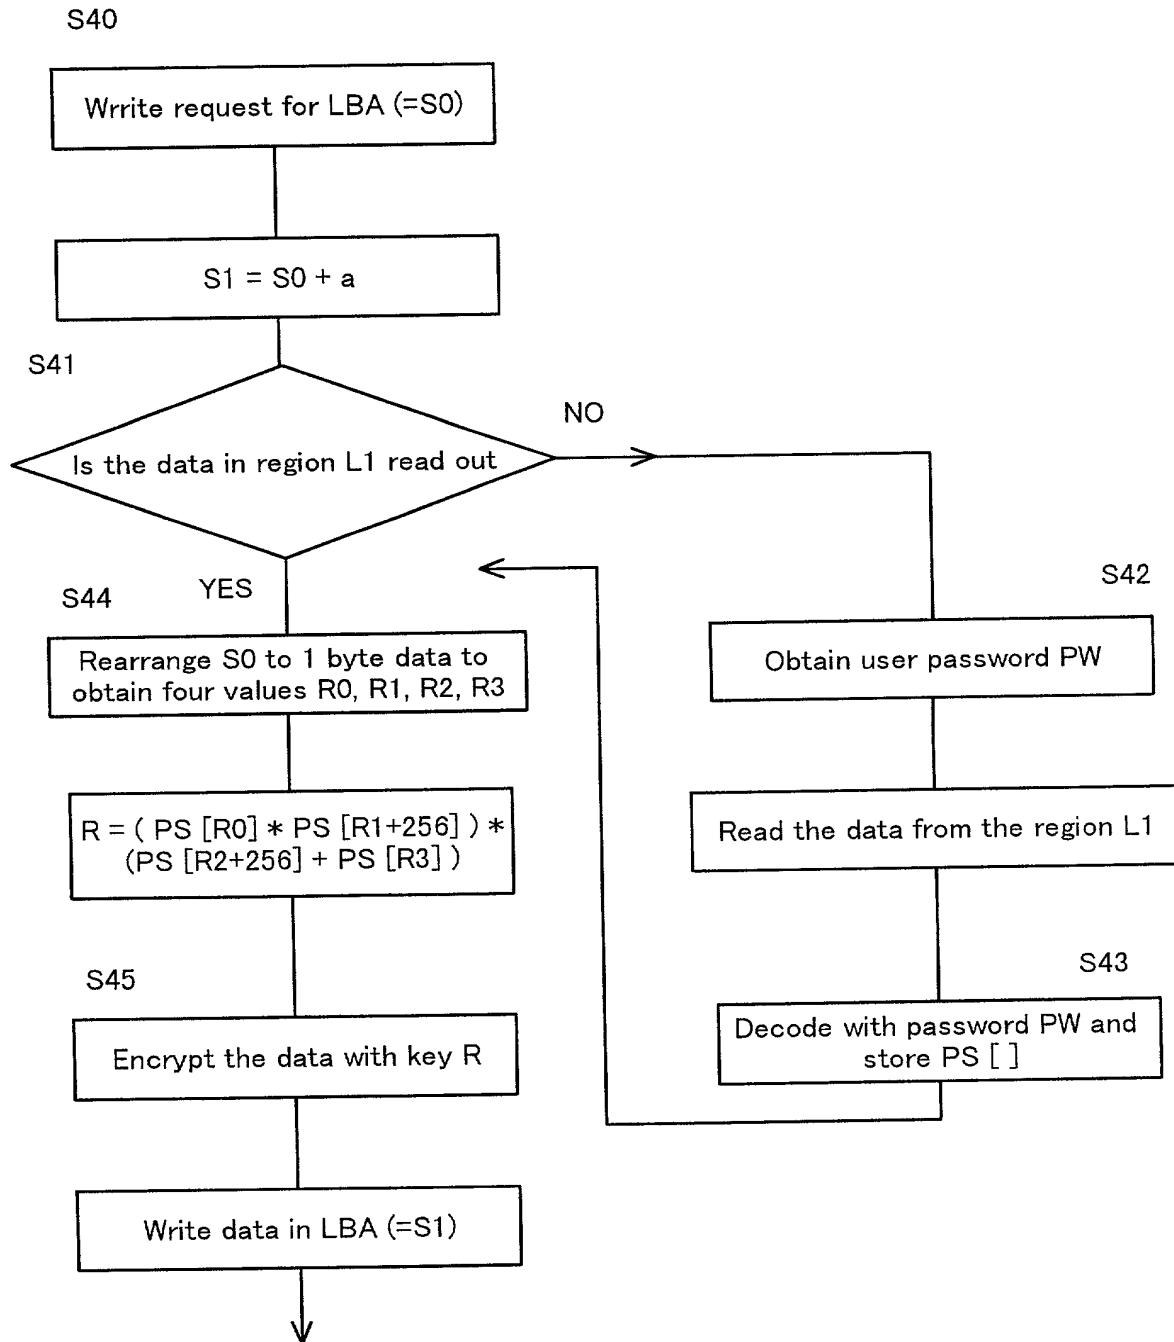 S40
Wrrite request for LBA (=S0)
S1 = S0 + a
S41
Is the data in region L1 read out
NO
YES
S44
Rearrange S0 to 1 byte data to
obtain four values R0, R1, R2, R3
R = ( PS [R0] * PS [R1+256] ) *
(PS [R2+256] + PS [R3] )
S45
Encrypt the data with key R
Write data in LBA (=S1)
S42
Obtain user password PW
Read the data from the region L1
S43
Decode with password PW and
store PS [ ]